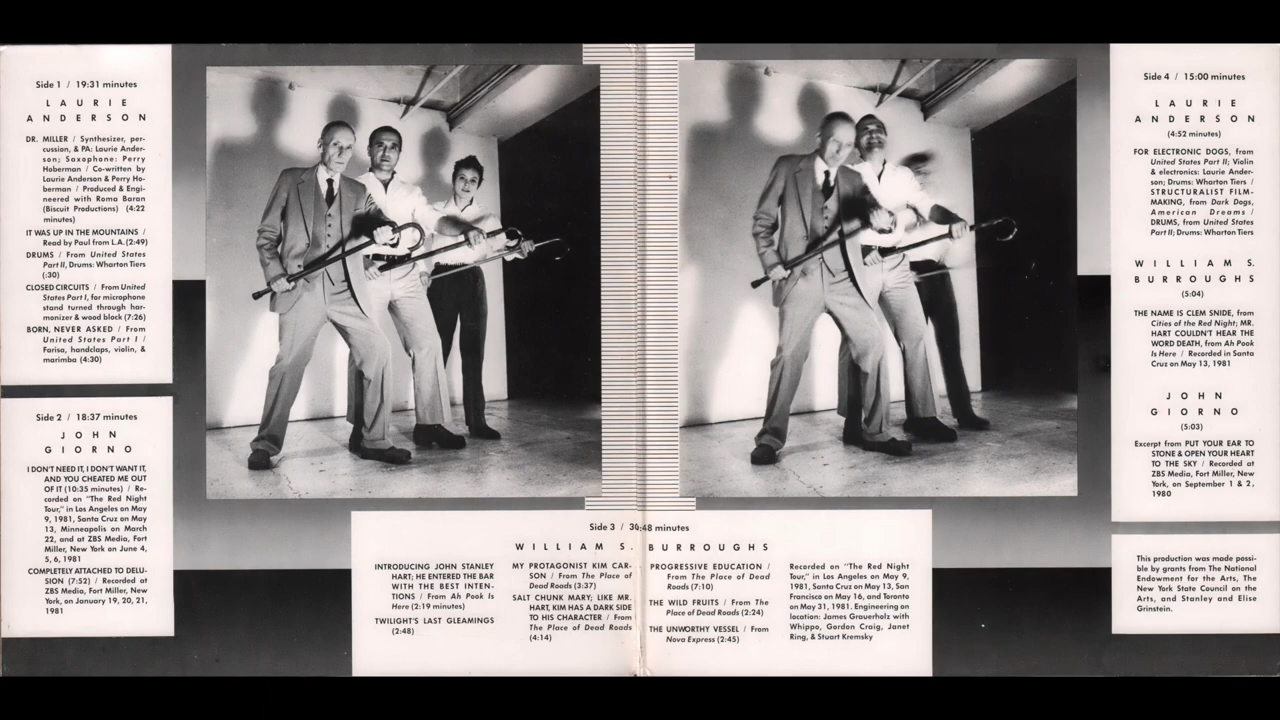 Side 1 / 19:31 minutes
LAURIE
ANDERSON
DR. MILLER / Synthesizer, per-
cussion, & PA: Laurie Ander-
son; Saxophone: Perry
Hoberman / Co-written by
Laurie Anderson & Perry Ho-
berman / Produced & Engi-
neered with Roma Baran
(Biscuit Productions) (4:22
minutes)
IT WAS UP IN THE MOUNTAINS /
Read by Paul from L.A. (2:49)
DRUMS / From United States
Part II, Drums: Wharton Tiers
(:30)
CLOSED CIRCUITS / From United
States Part I, for microphone
stand turned through har-
monizer & wood block (7:26)
BORN, NEVER ASKED / From
United States Part I /
Farisa, handclaps, violin, &
marimba (4:30)
Side 2 / 18:37 minutes
JOHN
GIORNO
I DON'T NEED IT, I DON'T WANT IT,
AND YOU CHEATED ME OUT
OF IT (10:35 minutes) / Re-
corded on "The Red Night
Tour," in Los Angeles on May
9, 1981, Santa Cruz on May
13, Minneapolis on March
22, and at ZBS Media, Fort
Miller, New York on June 4,
5, 6, 1981
COMPLETELY ATTACHED TO DELU-
SION (7:52) / Recorded at
ZBS Media, Fort Miller, New
York, on January 19, 20, 21,
1981
Side 3 / 30:48 minutes
WILLIAM S. BURROUGHS
INTRODUCING JOHN STANLEY
HART; HE ENTERED THE BAR
WITH THE BEST INTEN-
TIONS / From Ah Pook Is
Here (2:19 minutes)
TWILIGHT'S LAST GLEAMINGS
(2:48)
MY PROTAGONIST KIM CAR-
SON / From The Place of
Dead Roads (3:37)
SALT CHUNK MARY; LIKE MR.
HART, KIM HAS A DARK SIDE
TO HIS CHARACTER / From
The Place of Dead Roads
(4:14)
PROGRESSIVE EDUCATION /
From The Place of Dead
Roads (7:10)
THE WILD FRUITS / From The
Place of Dead Roads (2:24)
THE UNWORTHY VESSEL / From
Nova Express (2:45)
Recorded on "The Red Night
Tour," in Los Angeles on May 9,
1981, Santa Cruz on May 13, San
Francisco on May 16, and Toronto
on May 31, 1981. Engineering on
location: James Grauerholz with
Whippo, Gordon Craig, Janet
Ring, & Stuart Kremsky
Side 4 / 15:00 minutes
LAURIE
ANDERSON
(4:52 minutes)
FOR ELECTRONIC DOGS, from
United States Part II; Violin
& electronics: Laurie Ander-
son; Drums: Wharton Tiers /
STRUCTURALIST FILM-
MAKING, from Dark Dogs,
American Dreams /
DRUMS, from United States
Part II; Drums: Wharton Tiers
WILLIAM S.
BURROUGHS
(5:04)
THE NAME IS CLEM SNIDE, from
Cities of the Red Night; MR.
HART COULDN'T HEAR THE
WORD DEATH, from Ah Pook
Is Here / Recorded in Santa
Cruz on May 13, 1981
JOHN
GIORNO
(5:03)
Excerpt from PUT YOUR EAR TO
STONE & OPEN YOUR HEART
TO THE SKY / Recorded at
ZBS Media, Fort Miller, New
York, on September 1 & 2,
1980
This production was made possi-
ble by grants from The National
Endowment for the Arts, The
New York State Council on the
Arts, and Stanley and Elise
Grinstein.